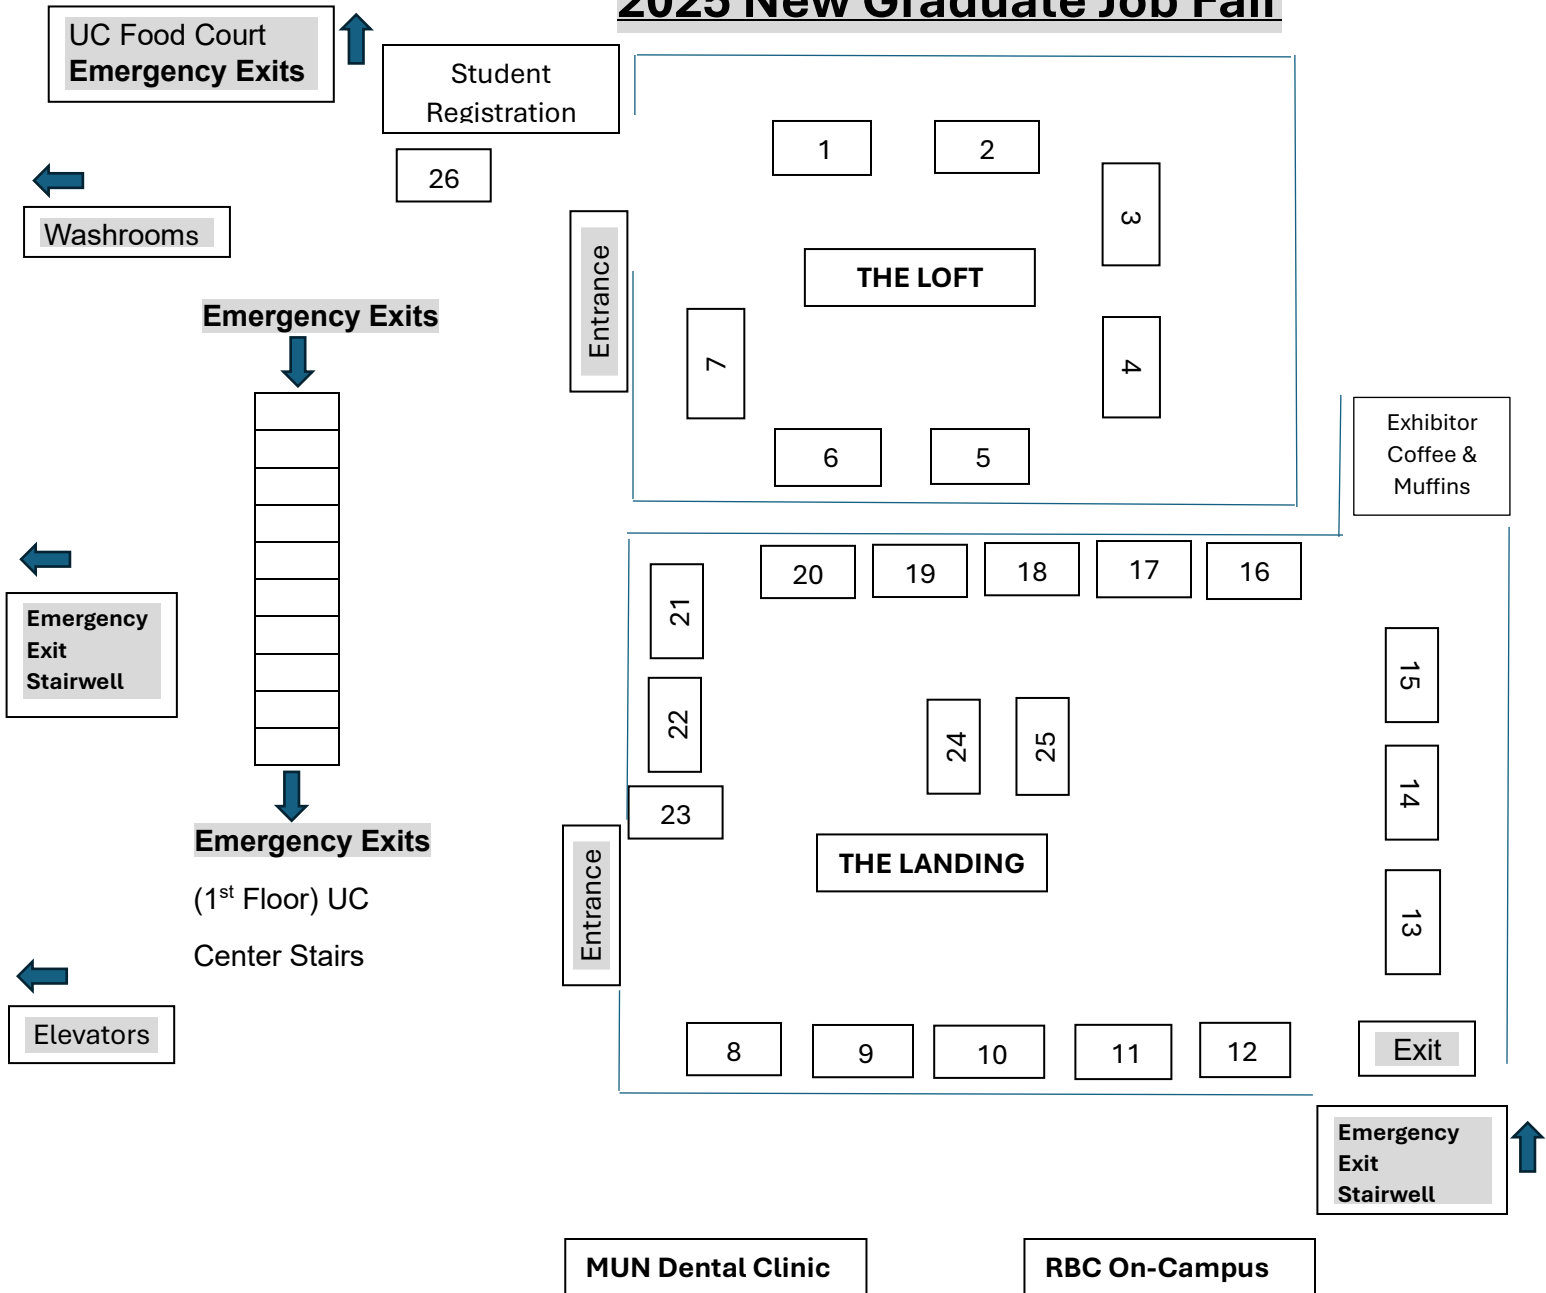 2025 New Graduate Job Fair
UC Food Court
Emergency Exits
Student
Registration
1
2
26
3
Washrooms
Entrance
THE LOFT
Emergency Exits
7
4
Exhibitor
Coffee &
Muffins
6
5
20
19
18
17
16
21
Emergency
Exit
Stairwell
15
22
24
25
14
23
Emergency Exits
THE LANDING
(1st Floor) UC
Center Stairs
Entrance
13
Elevators
8
9
10
11
12
Exit
Emergency
Exit
Stairwell
MUN Dental Clinic
RBC On-Campus